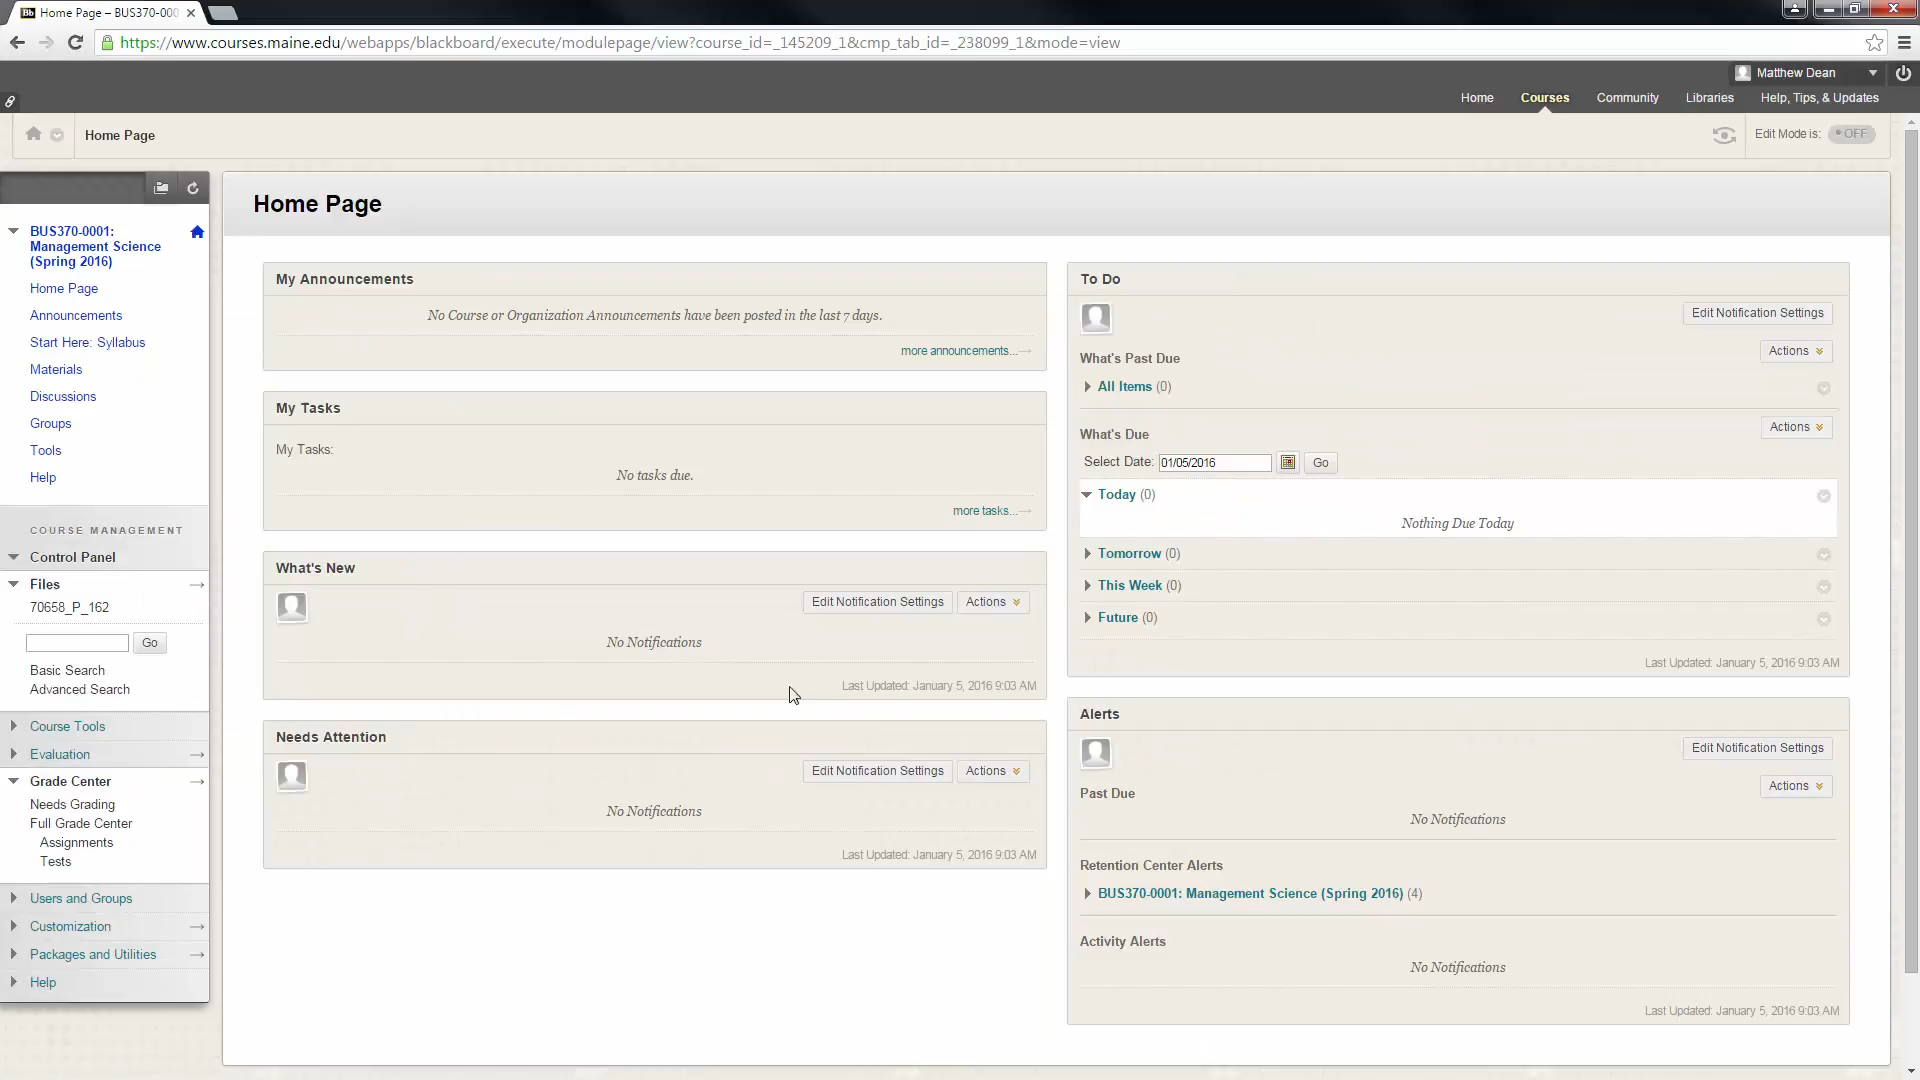 Home Page – BUS370-000
https://www.courses.maine.edu/webapps/blackboard/execute/modulepage/view?course_id=_145209_1&cmp_tab_id=_238099_1&mode=view
Matthew Dean
Home Courses Community Libraries Help, Tips, & Updates
Home Page
Edit Mode is: OFF
BUS370-0001:
Management Science
(Spring 2016)
Home Page
Announcements
Start Here: Syllabus
Materials
Discussions
Groups
Tools
Help
COURSE MANAGEMENT
Control Panel
Files
70658_P_162
Go
Basic Search
Advanced Search
Course Tools
Evaluation
Grade Center
Needs Grading
Full Grade Center
Assignments
Tests
Users and Groups
Customization
Packages and Utilities
Help
Home Page
My Announcements
No Course or Organization Announcements have been posted in the last 7 days.
more announcements...
My Tasks
My Tasks:
No tasks due.
more tasks...
What's New
Edit Notification Settings Actions
No Notifications
Last Updated: January 5, 2016 9:03 AM
Needs Attention
Edit Notification Settings Actions
No Notifications
Last Updated: January 5, 2016 9:03 AM
To Do
Edit Notification Settings
What's Past Due
Actions
All Items (0)
What's Due
Actions
Select Date: 01/05/2016 Go
Today (0)
Nothing Due Today
Tomorrow (0)
This Week (0)
Future (0)
Last Updated: January 5, 2016 9:03 AM
Alerts
Edit Notification Settings
Past Due
Actions
No Notifications
Retention Center Alerts
BUS370-0001: Management Science (Spring 2016) (4)
Activity Alerts
No Notifications
Last Updated: January 5, 2016 9:03 AM